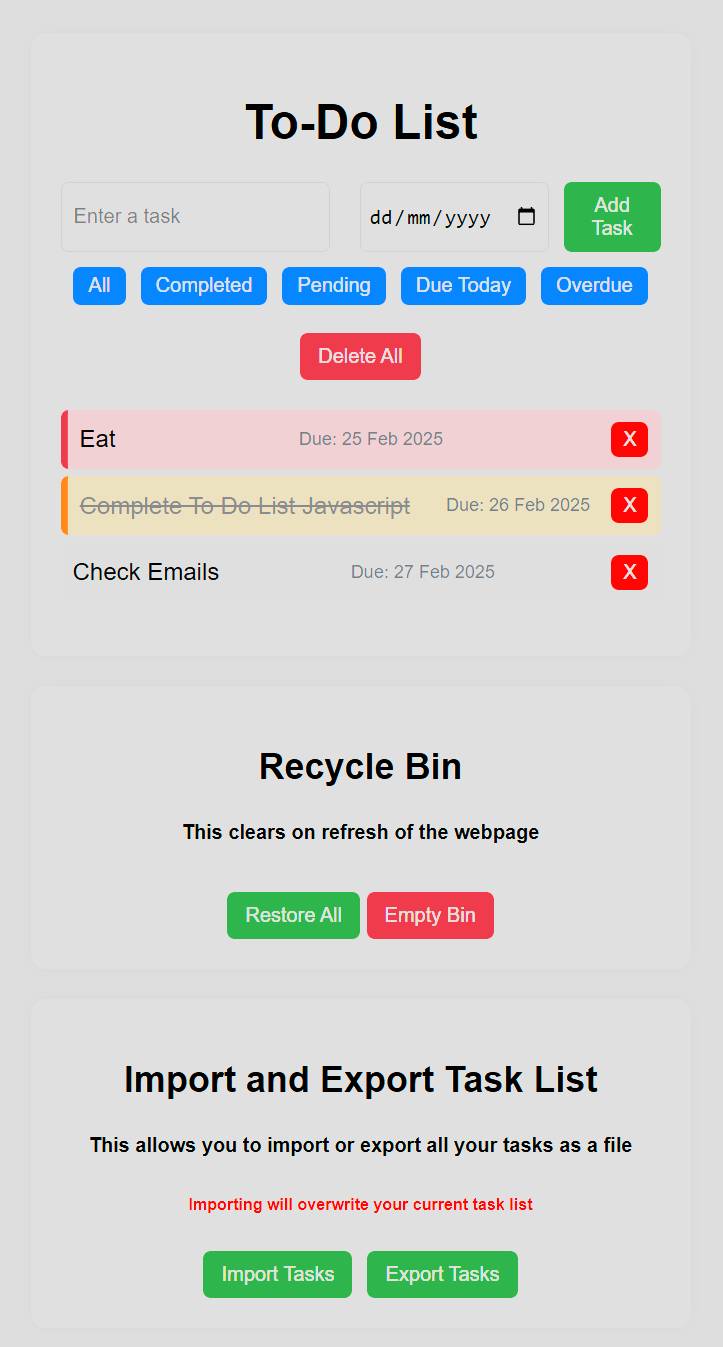 To-Do List
Enter a task dd/mm/yyyy Add
Task
All Completed Pending Due Today Overdue
Delete All
Eat Due: 25 Feb 2025 X
Complete To Do List Javascript Due: 26 Feb 2025 X
Check Emails Due: 27 Feb 2025 X
Recycle Bin
This clears on refresh of the webpage
Restore All Empty Bin
Import and Export Task List
This allows you to import or export all your tasks as a file
Importing will overwrite your current task list
Import Tasks Export Tasks